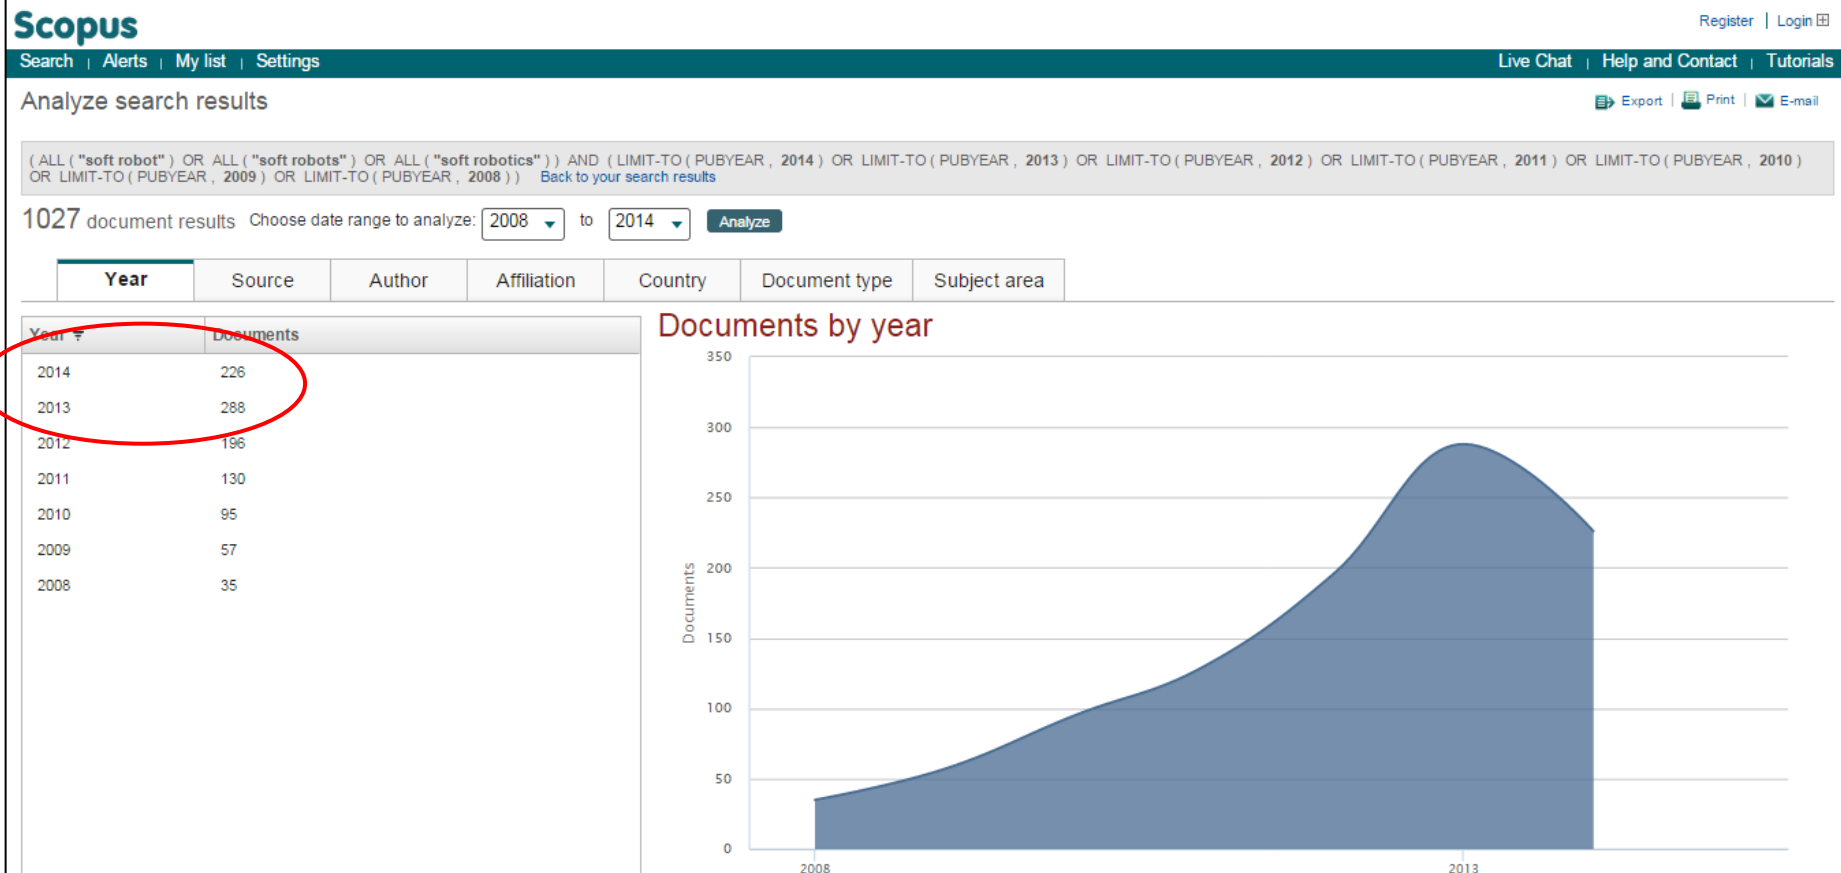 Scopus
Register | Login
Search | Alerts | My list | Settings
Live Chat | Help and Contact | Tutorials
Analyze search results
Export | Print | E-mail
( ALL ( "soft robot" ) OR ALL ( "soft robots" ) OR ALL ( "soft robotics" ) ) AND ( LIMIT-TO ( PUBYEAR , 2014 ) OR LIMIT-TO ( PUBYEAR , 2013 ) OR LIMIT-TO ( PUBYEAR , 2012 ) OR LIMIT-TO ( PUBYEAR , 2011 ) OR LIMIT-TO ( PUBYEAR , 2010 )
OR LIMIT-TO ( PUBYEAR , 2009 ) OR LIMIT-TO ( PUBYEAR , 2008 ) ) Back to your search results
1027 document results Choose date range to analyze: 2008 to 2014 Analyze
Year Source Author Affiliation Country Document type Subject area
Year Documents
2014 226
2013 288
2012 196
2011 130
2010 95
2009 57
2008 35
Documents by year
350
300
250
200
150
100
50
0
Documents
2008 2013